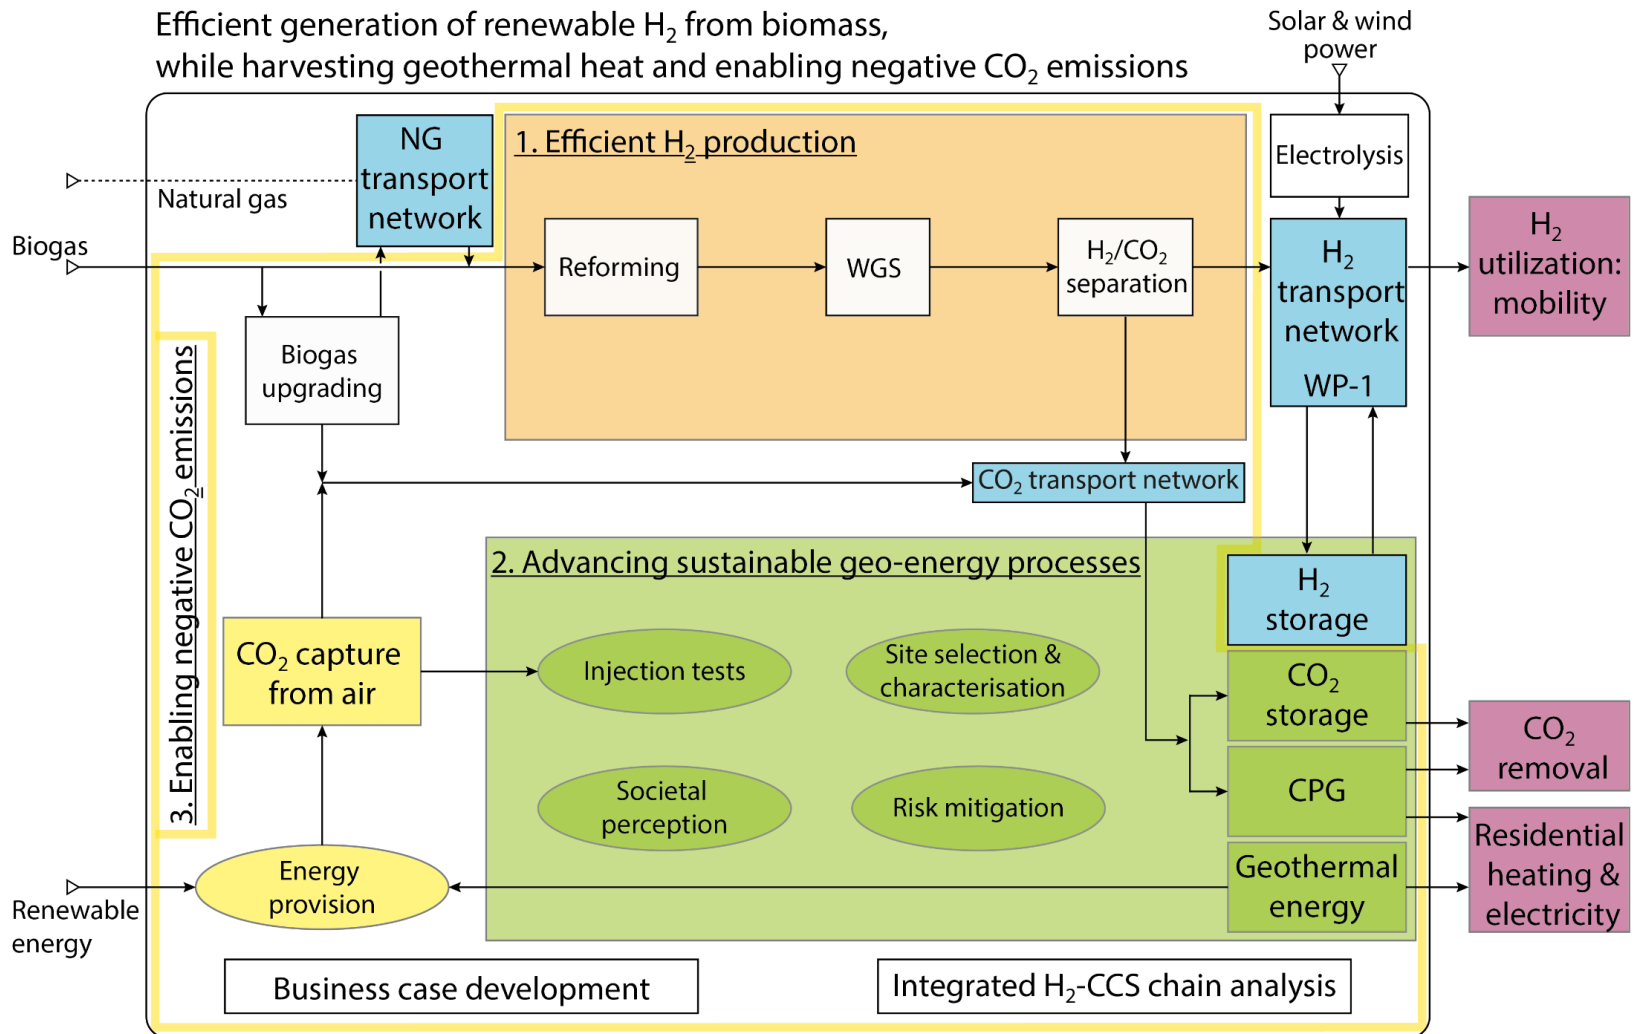 Efficient generation of renewable H₂ from biomass,
while harvesting geothermal heat and enabling negative CO₂ emissions
Solar & wind
power
NG
transport
network
1. Efficient H₂ production
Electrolysis
Natural gas
Biogas
Reforming
WGS
H₂/CO₂
separation
H₂
transport
network
WP-1
H₂
utilization:
mobility
Biogas
upgrading
3. Enabling negative CO₂ emissions
CO₂ transport network
2. Advancing sustainable geo-energy processes
H₂
storage
CO₂ capture
from air
Injection tests
Site selection &
characterisation
CO₂
storage
CO₂
removal
Societal
perception
Risk mitigation
CPG
Residential
heating &
electricity
Energy
provision
Geothermal
energy
Renewable
energy
Business case development
Integrated H₂-CCS chain analysis